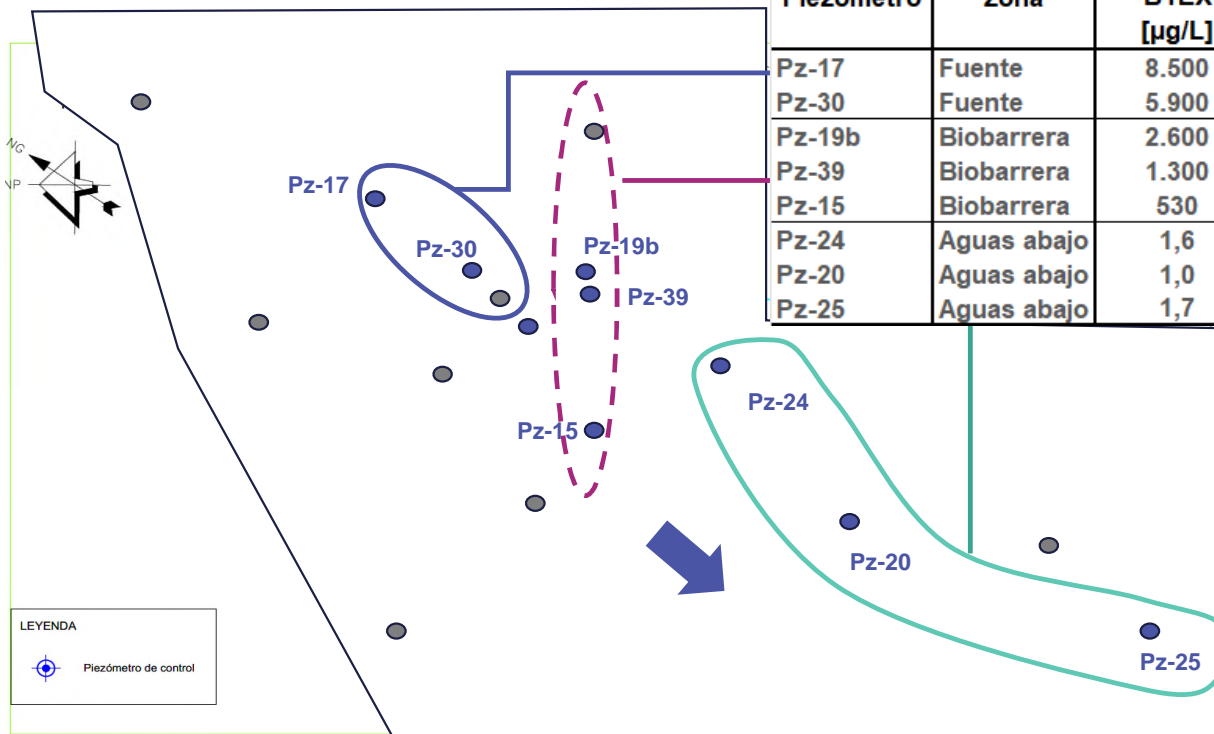 Piezómetro Zona BTEX
[µg/L]
Pz-17 Fuente 8.500
Pz-30 Fuente 5.900
Pz-19b Biobarrera 2.600
Pz-39 Biobarrera 1.300
Pz-15 Biobarrera 530
Pz-24 Aguas abajo 1,6
Pz-20 Aguas abajo 1,0
Pz-25 Aguas abajo 1,7
NG
NP
Pz-17
Pz-30
Pz-19b
Pz-39
Pz-15
Pz-24
Pz-20
Pz-25
LEYENDA
Piezómetro de control